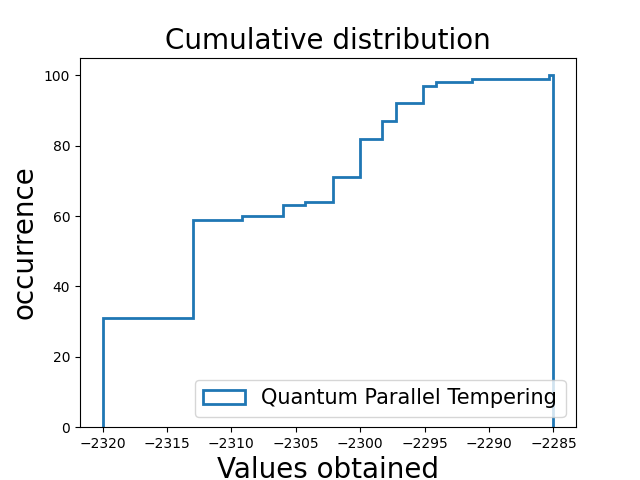 Cumulative distribution
100
80
60
40
20
0
occurrence
Quantum Parallel Tempering
−2320 −2315 −2310 −2305 −2300 −2295 −2290 −2285
Values obtained